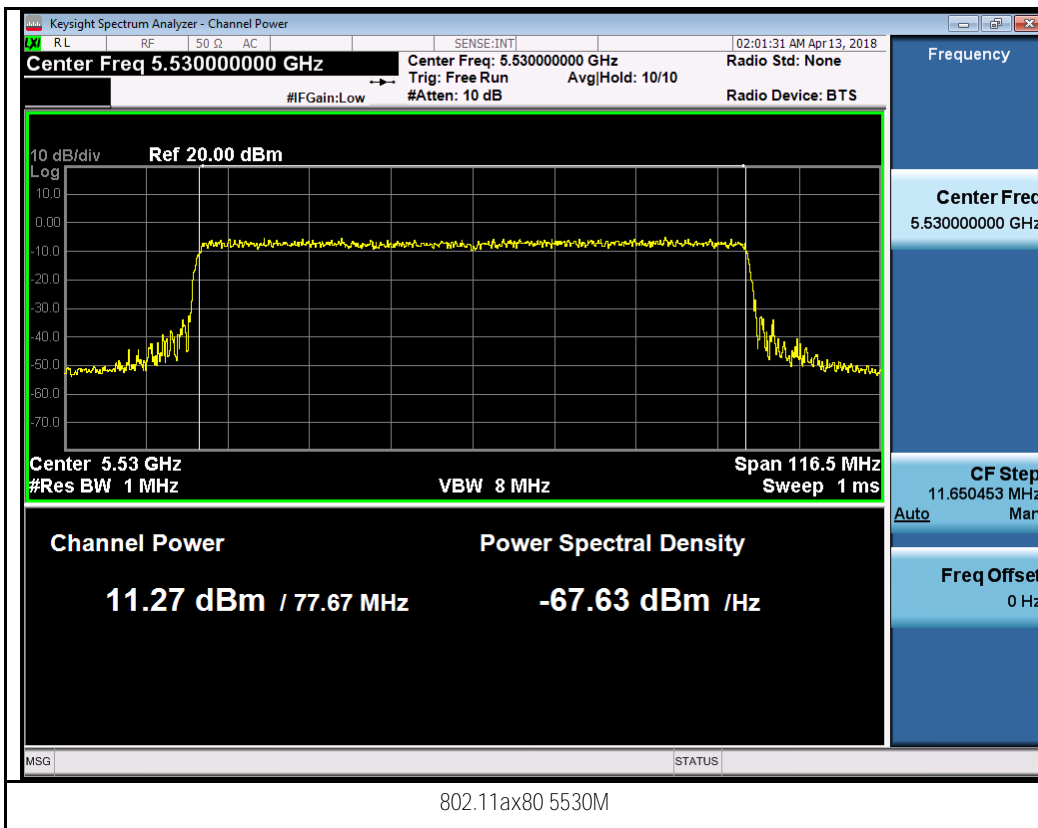 Keysight Spectrum Analyzer - Channel Power
LXI RL RF 50 Ω AC SENSE:INT 02:01:31 AM Apr 13, 2018
Center Freq 5.530000000 GHz
Center Freq: 5.530000000 GHz
Radio Std: None
Trig: Free Run Avg|Hold: 10/10
#IFGain:Low
#Atten: 10 dB
Radio Device: BTS
10 dB/div Ref 20.00 dBm
Log
10.0
0.00
-10.0
-20.0
-30.0
-40.0
-50.0
-60.0
-70.0
Center 5.53 GHz Span 116.5 MHz
#Res BW 1 MHz VBW 8 MHz Sweep 1 ms
Channel Power Power Spectral Density
11.27 dBm / 77.67 MHz -67.63 dBm /Hz
MSG STATUS
Frequency
Center Freq
5.530000000 GHz
CF Step
11.650453 MHz
Auto Man
Freq Offset
0 Hz
802.11ax80 5530M